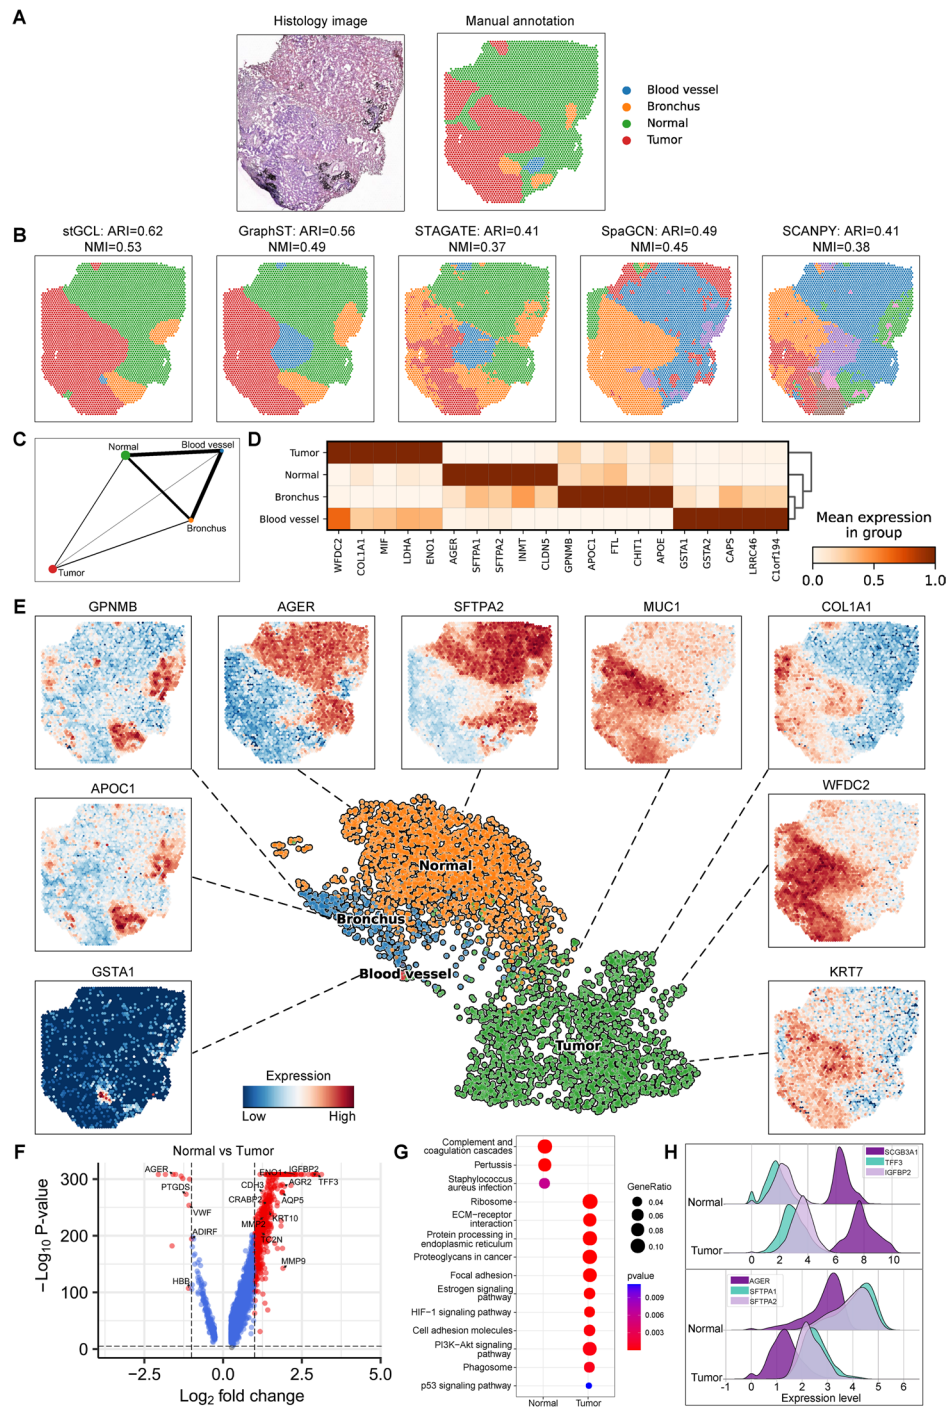 A
Histology image
Manual annotation
Blood vessel
Bronchus
Normal
Tumor
B
stGCL: ARI=0.62
NMI=0.53
GraphST: ARI=0.56
NMI=0.49
STAGATE: ARI=0.41
NMI=0.37
SpaGCN: ARI=0.49
NMI=0.45
SCANPY: ARI=0.41
NMI=0.38
C
Normal
Blood vessel
Bronchus
Tumor
D
Tumor
Normal
Bronchus
Blood vessel
WFDC2
COL1A1
MIF
LDHA
ENO1
AGER
SFTPA1
SFTPA2
INMT
CLDN5
GPNMB
APOC1
FTL
CHIT1
APOE
GSTA1
GSTA2
CAPS
LRRC46
C1orf194
Mean expression
in group
0.0 0.5 1.0
E
GPNMB
AGER
SFTPA2
MUC1
COL1A1
APOC1
WFDC2
GSTA1
KRT7
Normal
Bronchus
Blood vessel
Tumor
Expression
Low High
F
Normal vs Tumor
300
200
100
0
−Log10 P-value
−2.5 0.0 2.5 5.0
Log2 fold change
AGER
PTGDS
VWF
ADIRF
HBB
ENO1
IGFBP2
TFF3
CDH3
AGR2
CRABP2
AQP5
MMP2
KRT10
TC2N
MMP9
G
Complement and
coagulation cascades
Pertussis
Staphylococcus
aureus infection
Ribosome
ECM−receptor
interaction
Protein processing in
endoplasmic reticulum
Proteoglycans in cancer
Focal adhesion
Estrogen signaling
pathway
HIF−1 signaling pathway
Cell adhesion molecules
PI3K−Akt signaling
pathway
Phagosome
p53 signaling pathway
Normal Tumor
GeneRatio
0.04
0.06
0.08
0.10
pvalue
0.009
0.006
0.003
H
SCGB3A1
TFF3
IGFBP2
Normal
Tumor
0 2 4 6 8 10
AGER
SFTPA1
SFTPA2
Normal
Tumor
-1 0 1 2 3 4 5 6
Expression level